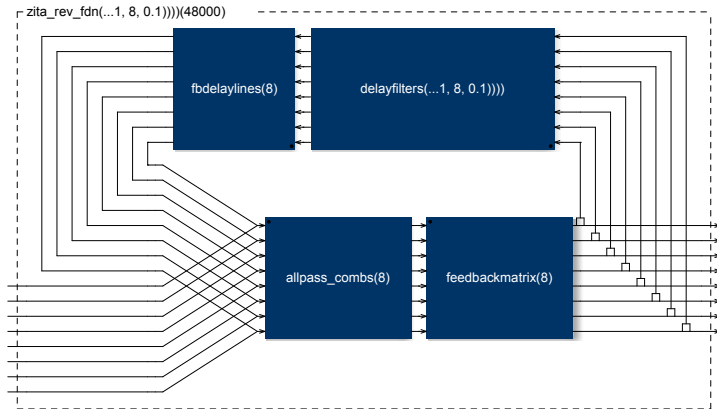 zita_rev_fdn(...1, 8, 0.1))))(48000)
fbdelaylines(8)
delayfilters(...1, 8, 0.1))))
allpass_combs(8)
feedbackmatrix(8)